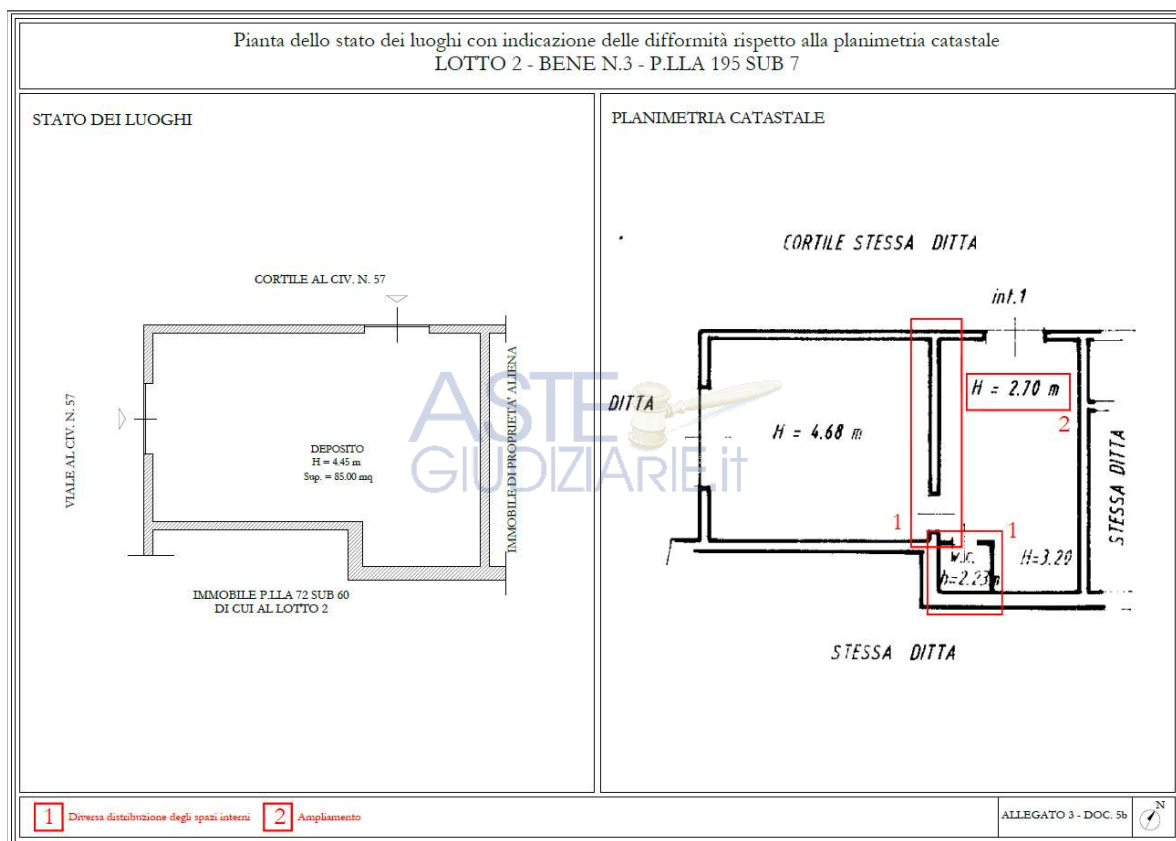 Pianta dello stato dei luoghi con indicazione delle difformità rispetto alla planimetria catastale
LOTTO 2 - BENE N.3 - P.LLA 195 SUB 7
STATO DEI LUOGHI
CORTILE AL CIV. N. 57
VIALE AL CIV. N. 57
DEPOSITO
H = 4.45 m
Sup. = 85.00 mq
IMMOBILE DI PROPRIETA' ALIENA
IMMOBILE P.LLA 72 SUB 60
DI CUI AL LOTTO 2
PLANIMETRIA CATASTALE
CORTILE STESSA DITTA
int.1
DITTA
H = 4.68 m
H = 2.70 m
2
STESSA DITTA
1
1
w.c.
h=2.23m
H=3.20
STESSA DITTA
ASTE
GIUDIZIARIE.it
1 Diversa distribuzione degli spazi interni 2 Ampliamento
ALLEGATO 3 - DOC. 5b
N